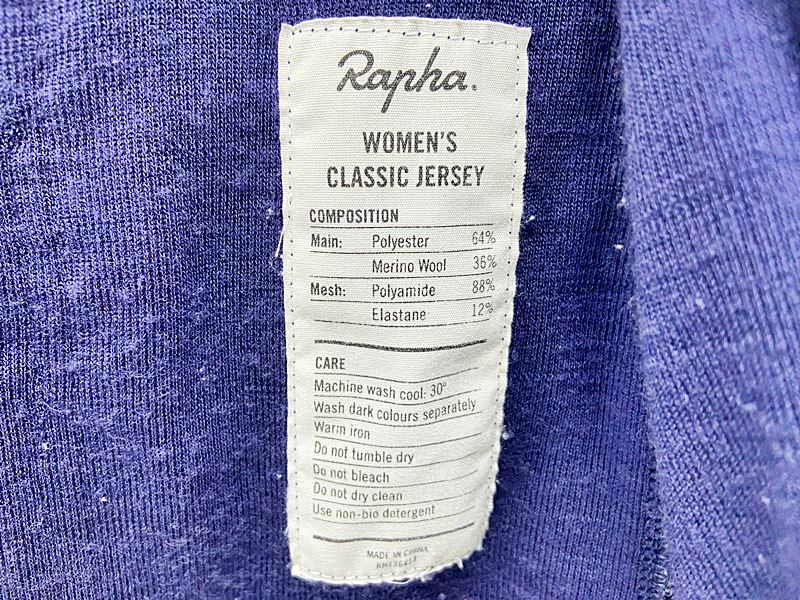 Rapha.
WOMEN'S
CLASSIC JERSEY
COMPOSITION
Main: Polyester 64%
Merino Wool 36%
Mesh: Polyamide 88%
Elastane 12%
CARE
Machine wash cool: 30°
Wash dark colours separately
Warm iron
Do not tumble dry
Do not bleach
Do not dry clean
Use non-bio detergent
MADE IN CHINA